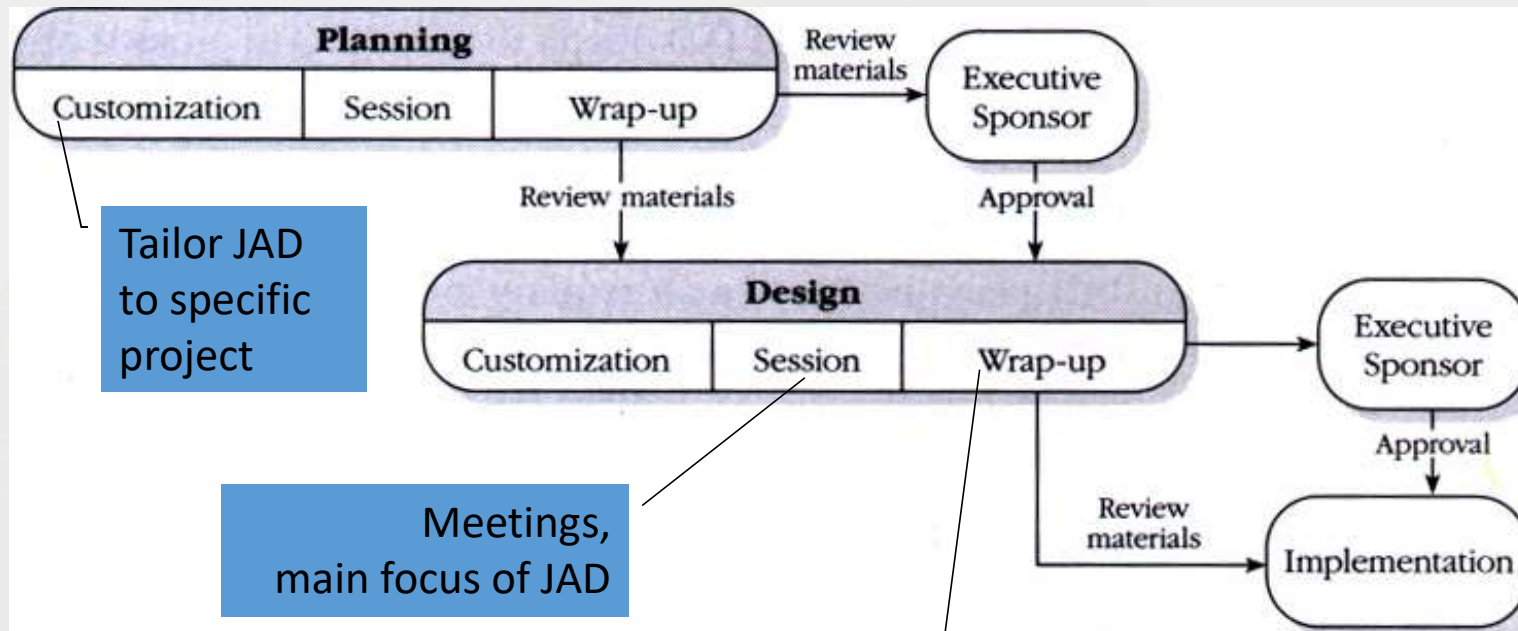 Planning
Customization
Session
Wrap-up
Review
materials
Executive
Sponsor
Review materials
Approval
Tailor JAD
to specific
project
Design
Customization
Session
Wrap-up
Executive
Sponsor
Approval
Meetings,
main focus of JAD
Review
materials
Implementation